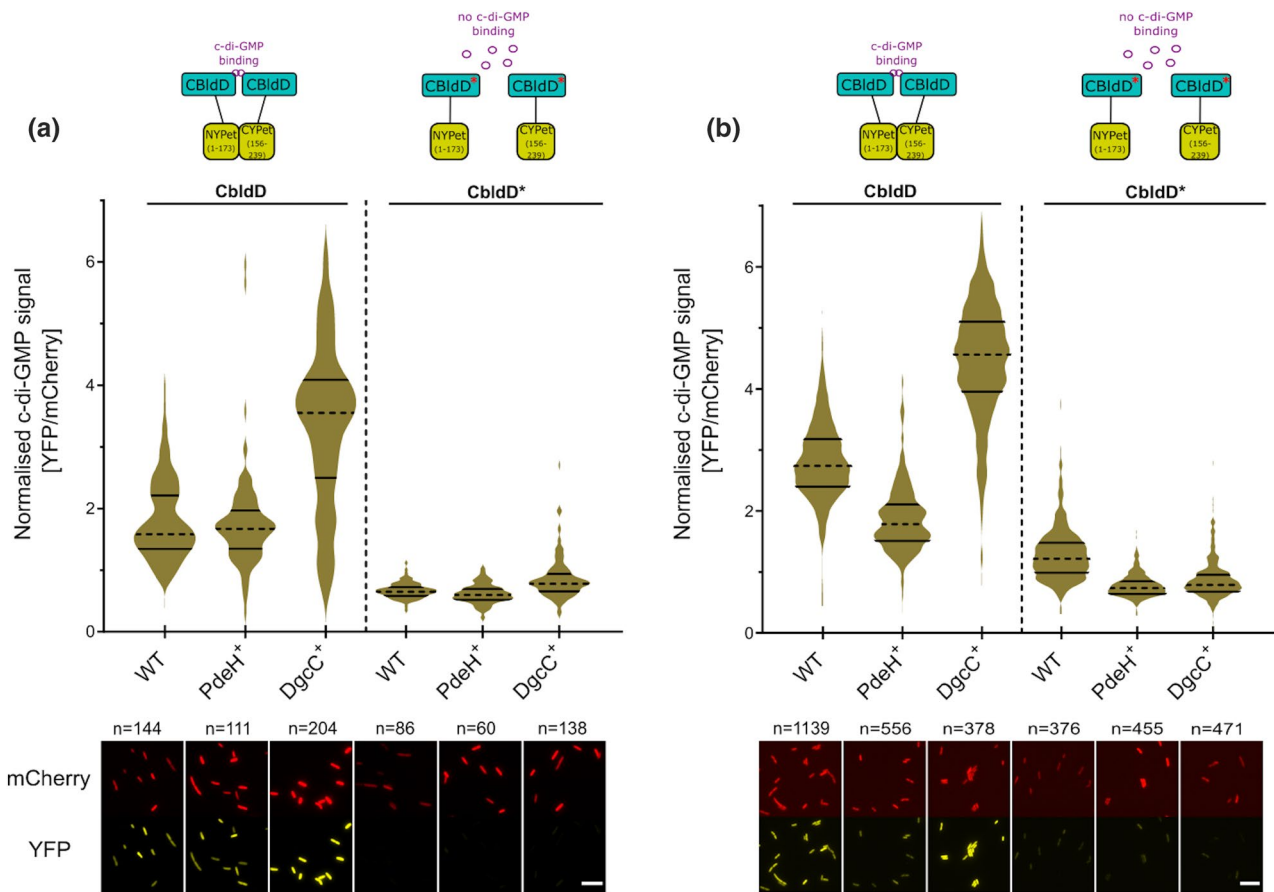 (a)
c-di-GMP
binding
CBldD
CBldD
NYPet
(1-173)
CYPet
(156-
239)
no c-di-GMP
binding
CBldD*
CBldD*
NYPet
(1-173)
CYPet
(156-
239)
CbldD
CbldD*
Normalised c-di-GMP signal
[YFP/mCherry]
6
4
2
0
WT
PdeH+
DgcC+
WT
PdeH+
DgcC+
n=144
n=111
n=204
n=86
n=60
n=138
mCherry
YFP
(b)
c-di-GMP
binding
CBldD
CBldD
NYPet
(1-173)
CYPet
(156-
239)
no c-di-GMP
binding
CBldD*
CBldD*
NYPet
(1-173)
CYPet
(156-
239)
CbldD
CbldD*
Normalised c-di-GMP signal
[YFP/mCherry]
6
4
2
0
WT
PdeH+
DgcC+
WT
PdeH+
DgcC+
n=1139
n=556
n=378
n=376
n=455
n=471